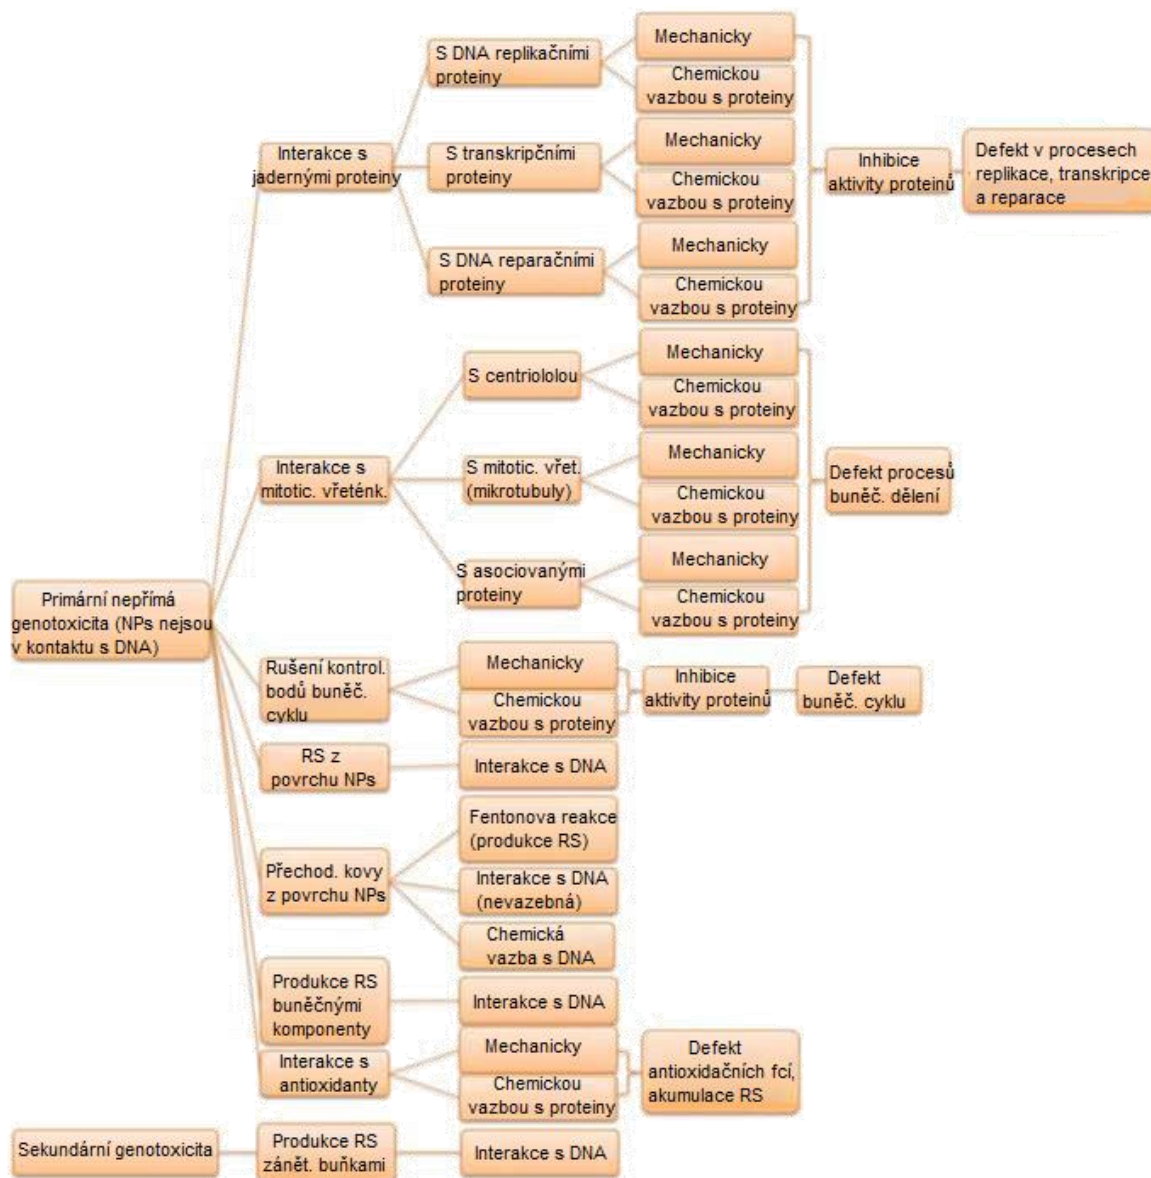 Primární nepřímá
genotoxicita (NPs nejsou
v kontaktu s DNA)
Interakce s
jadernými proteiny
S DNA replikačními
proteiny
Mechanicky
Chemickou
vazbou s proteiny
S transkripčními
proteiny
Mechanicky
Chemickou
vazbou s proteiny
S DNA reparačními
proteiny
Mechanicky
Chemickou
vazbou s proteiny
Inhibice
aktivity proteinů
Defekt v procesech
replikace, transkripce
a reparace
Interakce s
mitotic. vřeténk.
S centriololou
Mechanicky
Chemickou
vazbou s proteiny
S mitotic. vřet.
(mikrotubuly)
Mechanicky
Chemickou
vazbou s proteiny
S asociovanými
proteiny
Mechanicky
Chemickou
vazbou s proteiny
Defekt procesů
buněč. dělení
Rušení kontrol.
bodů buněč.
cyklu
Mechanicky
Chemickou
vazbou s proteiny
Inhibice
aktivity proteinů
Defekt
buněč. cyklu
RS z
povrchu NPs
Interakce s DNA
Přechod. kovy
z povrchu NPs
Fentonova reakce
(produkce RS)
Interakce s DNA
(nevazebná)
Chemická
vazba s DNA
Produkce RS
buněčnými
komponenty
Interakce s DNA
Interakce s
antioxidanty
Mechanicky
Chemickou
vazbou s proteiny
Defekt
antioxidačních fcí,
akumulace RS
Sekundární genotoxicita
Produkce RS
zánět. buňkami
Interakce s DNA